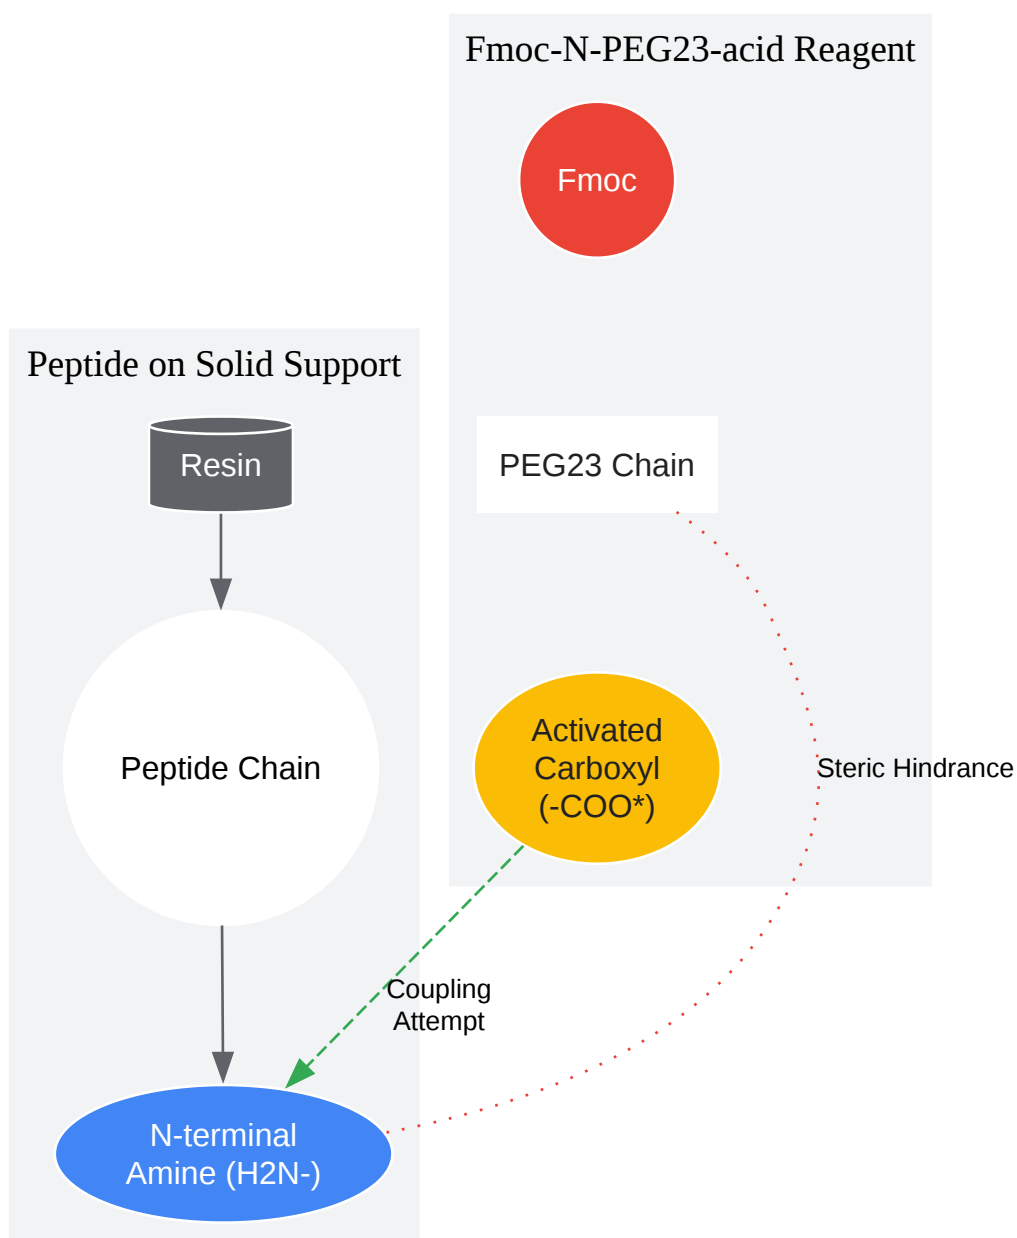 Fmoc-N-PEG23-acid Reagent
Fmoc
Peptide on Solid Support
Resin
PEG23 Chain
Peptide Chain
Activated
Carboxyl
(-COO*)
Steric Hindrance
Coupling
Attempt
N-terminal
Amine (H2N-)